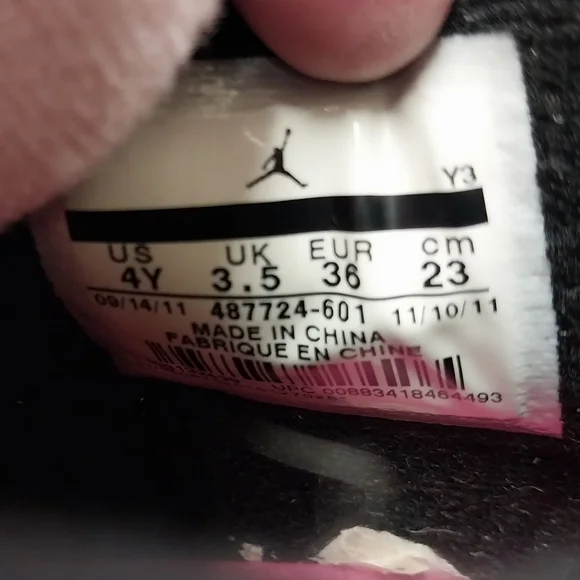 Y3
US UK EUR cm
4Y 3.5 36 23
09/14/11 487724-601 11/10/11
MADE IN CHINA
FABRIQUE EN CHINE
UPC 00883418464493